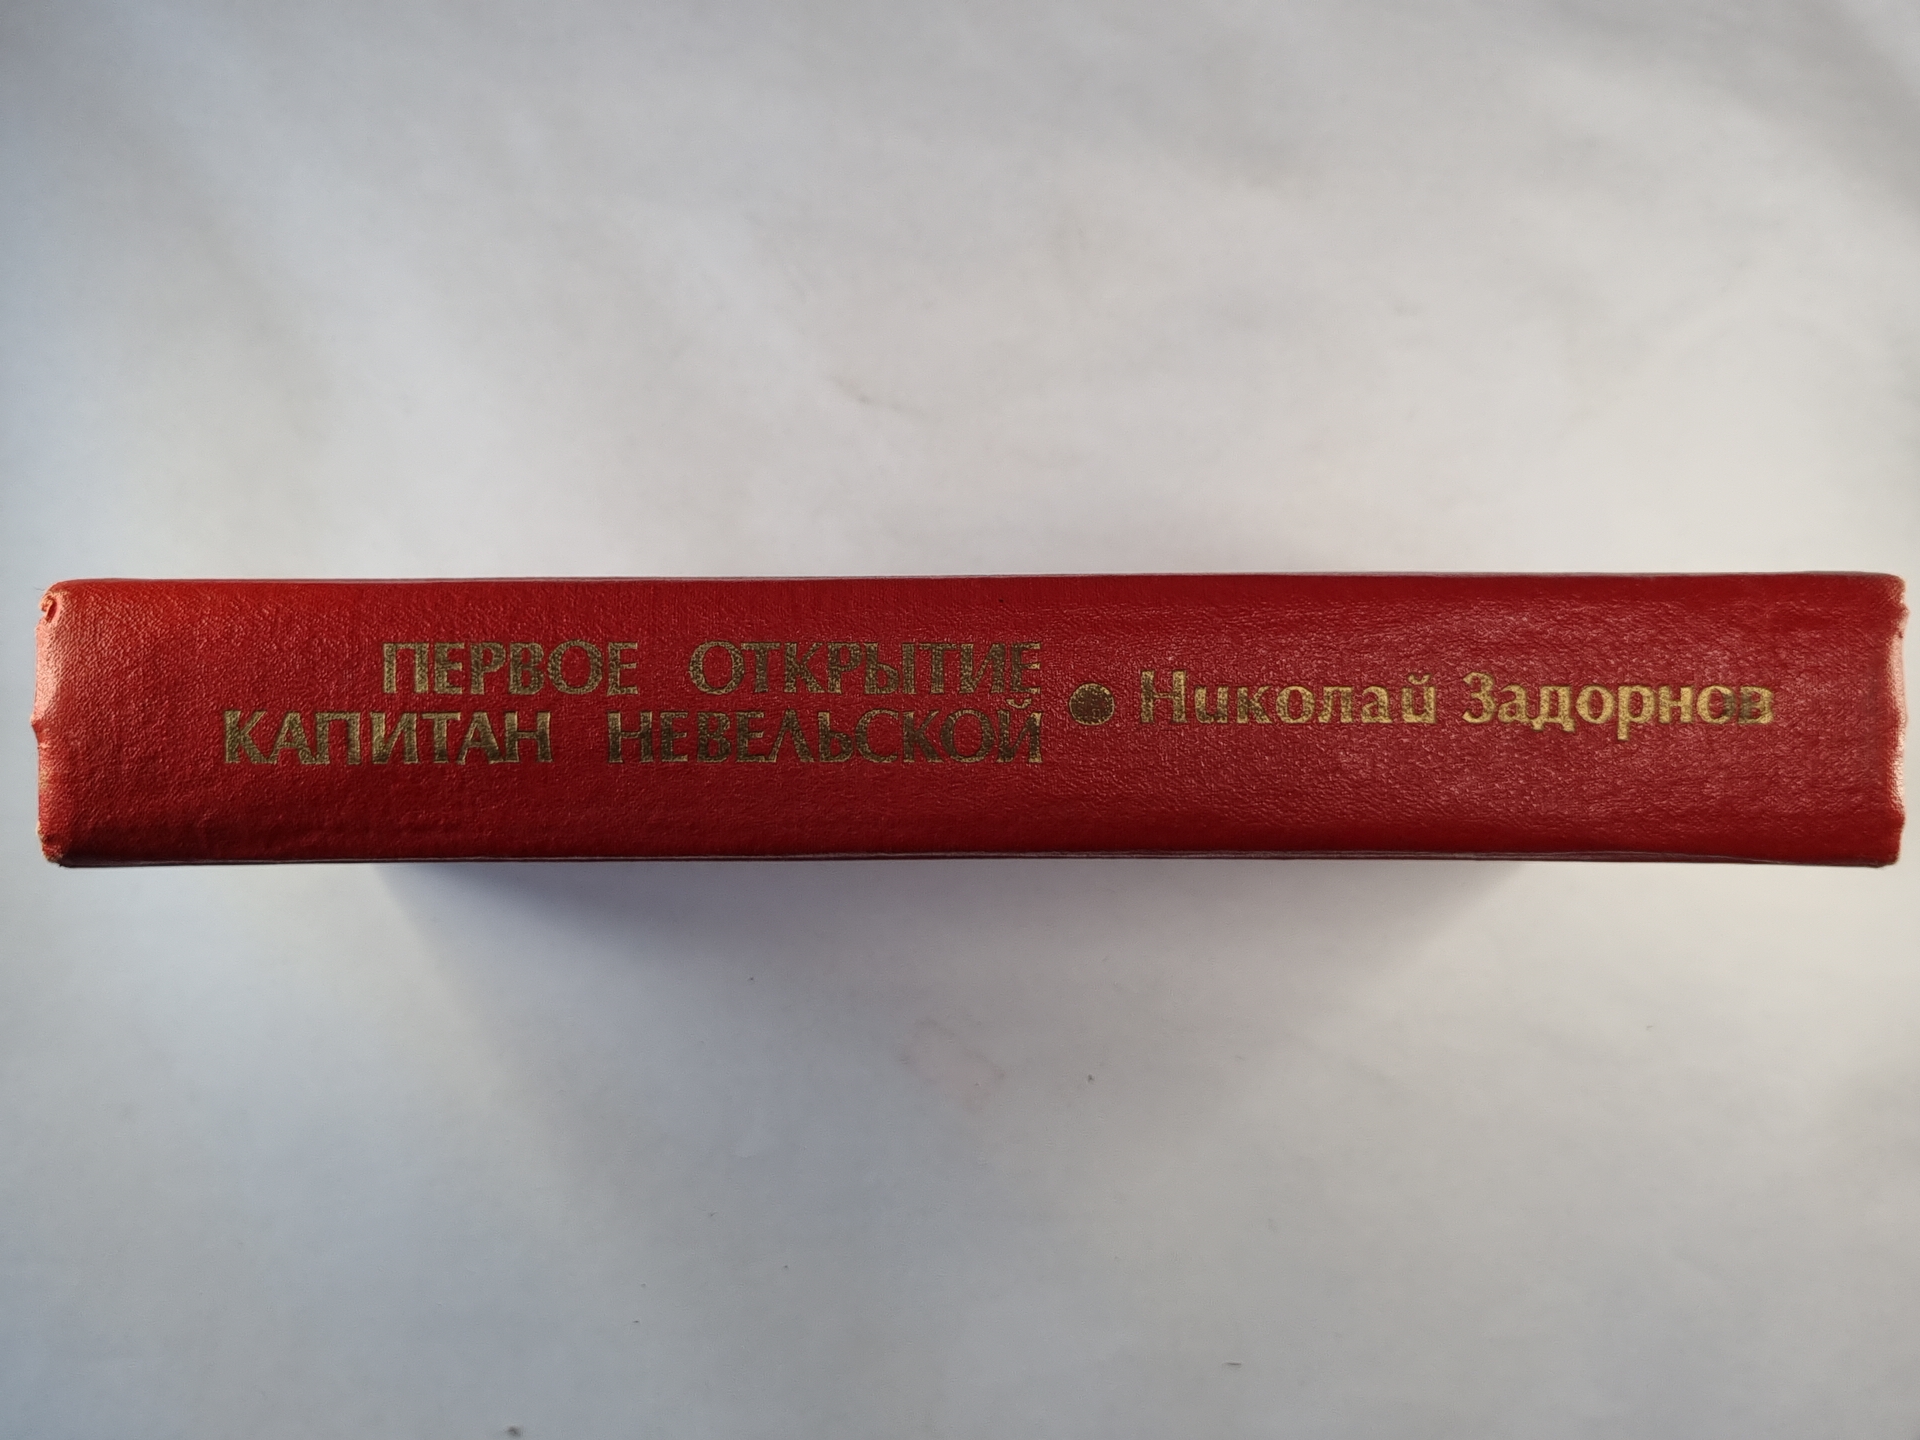 ПЕРВОЕ ОТКРЫТИЕ
КАПИТАН НЕВЕЛЬСКОЙ
Николай Задорнов